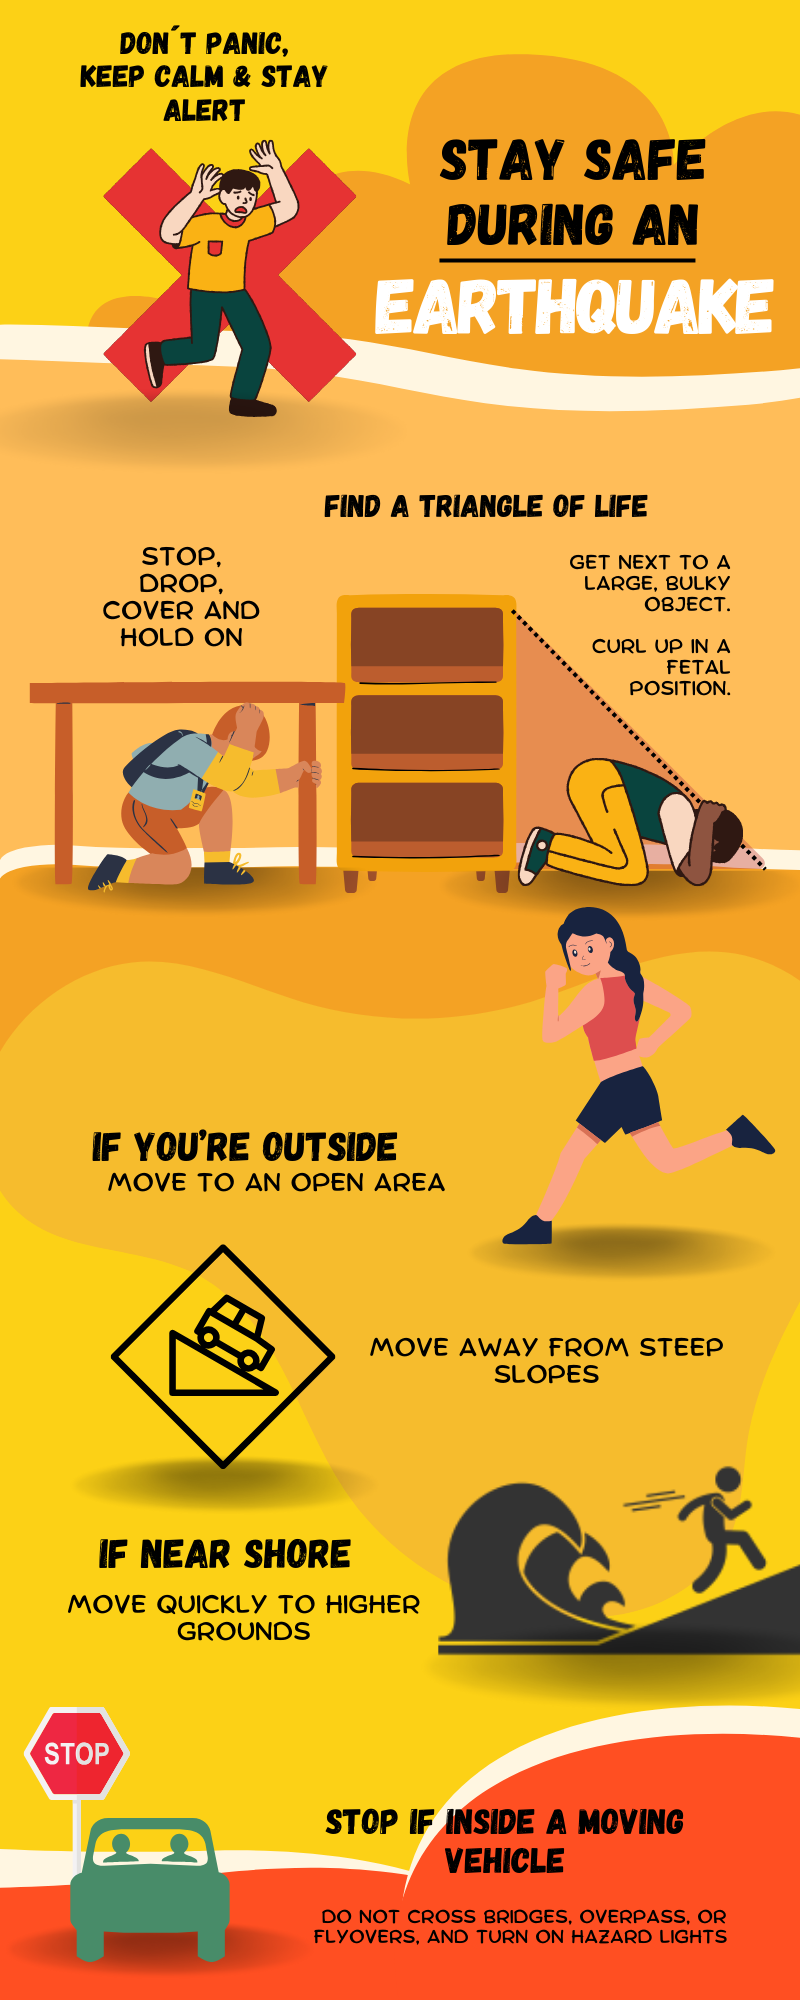 DON´T PANIC,
KEEP CALM & STAY
ALERT
STAY SAFE
DURING AN
EARTHQUAKE
FIND A TRIANGLE OF LIFE
STOP,
DROP,
COVER AND
HOLD ON
GET NEXT TO A
LARGE, BULKY
OBJECT.
CURL UP IN A
FETAL
POSITION.
IF YOU'RE OUTSIDE
MOVE TO AN OPEN AREA
MOVE AWAY FROM STEEP
SLOPES
IF NEAR SHORE
MOVE QUICKLY TO HIGHER
GROUNDS
STOP
STOP IF INSIDE A MOVING
VEHICLE
DO NOT CROSS BRIDGES, OVERPASS, OR
FLYOVERS, AND TURN ON HAZARD LIGHTS